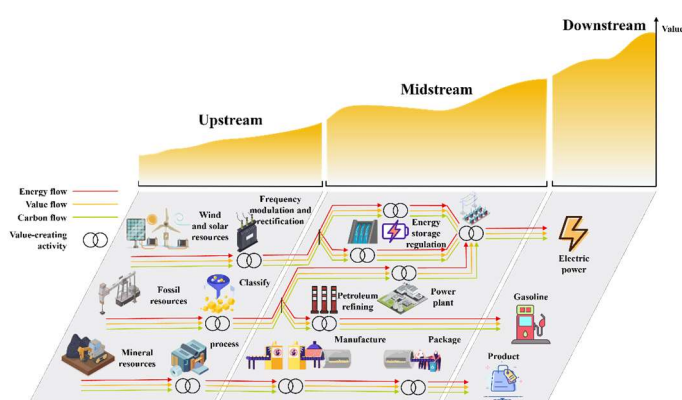 Downstream
Value
Midstream
Upstream
Energy flow
Value flow
Carbon flow
Value-creating
activity
Wind
and solar
resources
Frequency
modulation and
rectification
Energy
storage
regulation
Electric
power
Fossil
resources
Classify
Petroleum
refining
Power
plant
Gasoline
Mineral
resources
process
Manufacture
Package
Product